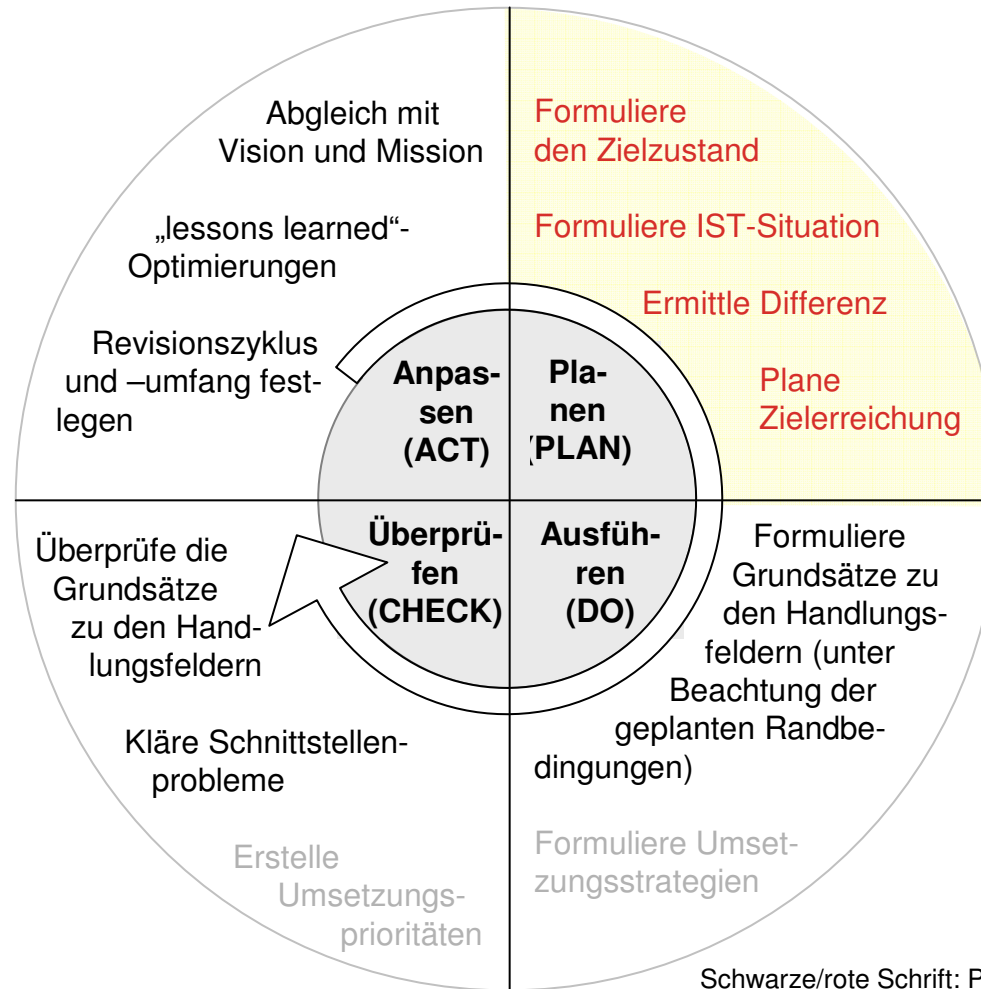 Abgleich mit
Vision und Mission
„lessons learned“-
Optimierungen
Revisionszyklus
und –umfang fest-
legen
Formuliere
den Zielzustand
Formuliere IST-Situation
Ermittle Differenz
Plane
Zielerreichung
Anpas-
sen
(ACT)
Pla-
nen
(PLAN)
Überprü-
fen
(CHECK)
Ausfüh-
ren
(DO)
Überprüfe die
Grundsätze
zu den Hand-
lungsfeldern
Kläre Schnittstellen-
probleme
Erstelle
Umsetzungs-
prioritäten
Formuliere
Grundsätze zu
den Handlungs-
feldern (unter
Beachtung der
geplanten Randbe-
dingungen)
Formuliere Umset-
zungsstrategien
Schwarze/rote Schrift: P